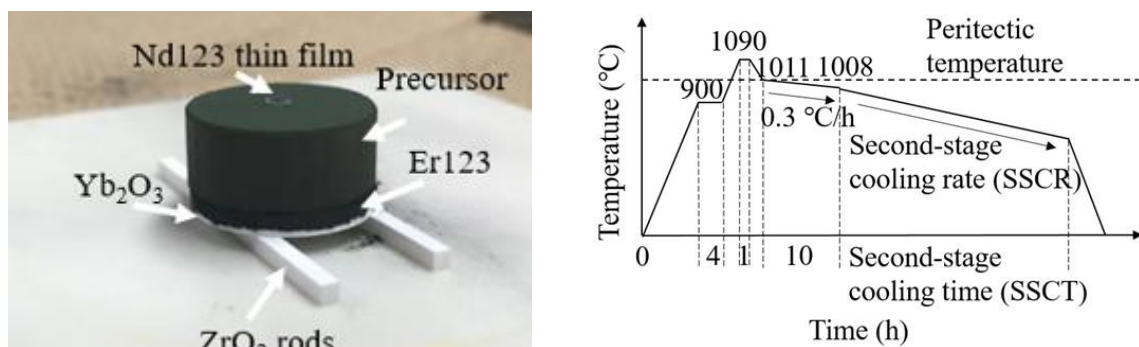 Nd123 thin film
Precursor
Er123
Yb₂O₃
ZrO₂ rods
Temperature (°C)
1090
Peritectic
temperature
900
1011 1008
0.3 °C/h
Second-stage
cooling rate (SSCR)
0
4
1
10
Second-stage
cooling time (SSCT)
Time (h)